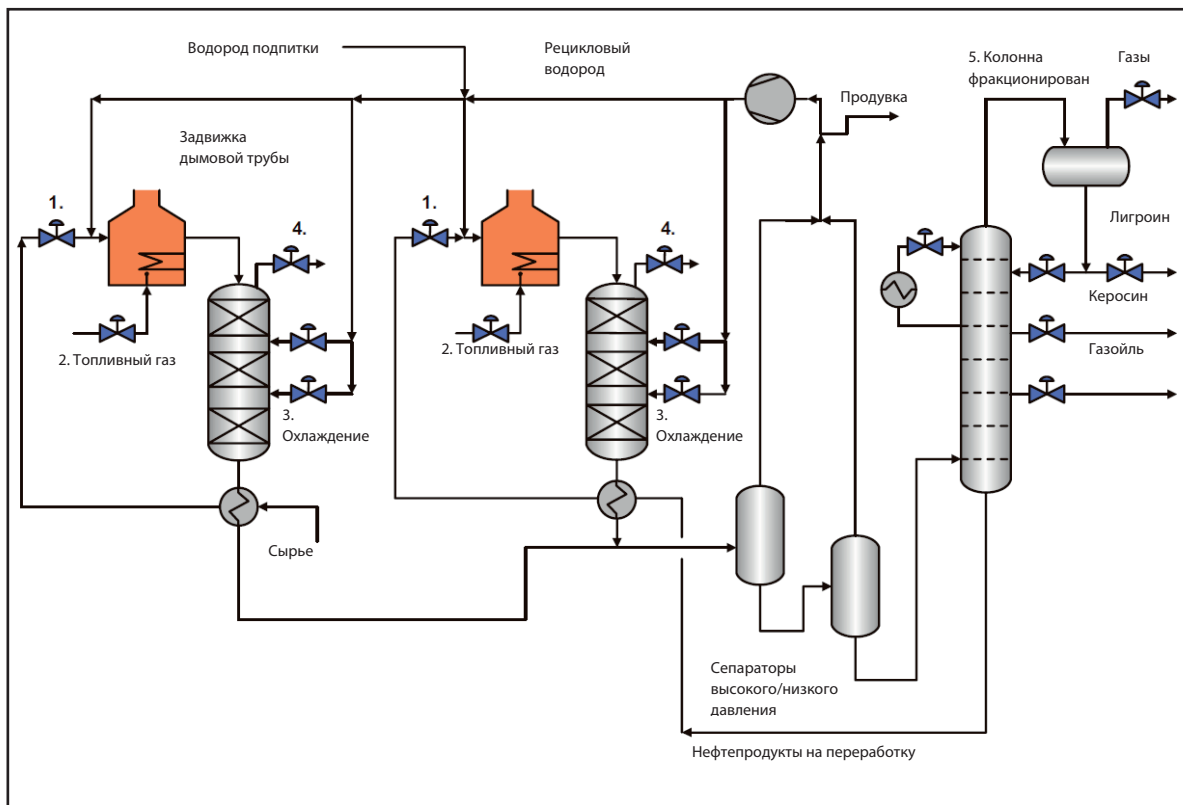 Водород подпитки
Рецикловый
водород
5. Колонна
фракционирован
Газы
Продувка
Задвижка
дымовой трубы
1.
1.
4.
4.
Лигроин
Керосин
2. Топливный газ
2. Топливный газ
Газойль
3.
Охлаждение
3.
Охлаждение
Сырье
Сепараторы
высокого/низкого
давления
Нефтепродукты на переработку